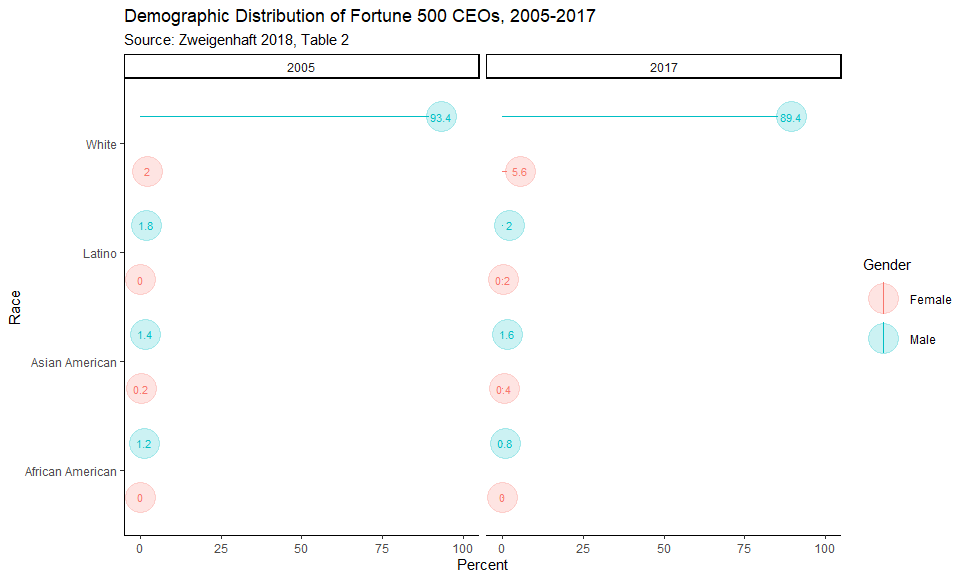 Demographic Distribution of Fortune 500 CEOs, 2005-2017
Source: Zweigenhaft 2018, Table 2
2005
2017
Race
White
Latino
Asian American
African American
93.4
2
1.8
0
1.4
0.2
1.2
0
89.4
5.6
2
0.2
1.6
0.4
0.8
0
0
25
50
75
100
0
25
50
75
100
Percent
Gender
Female
Male